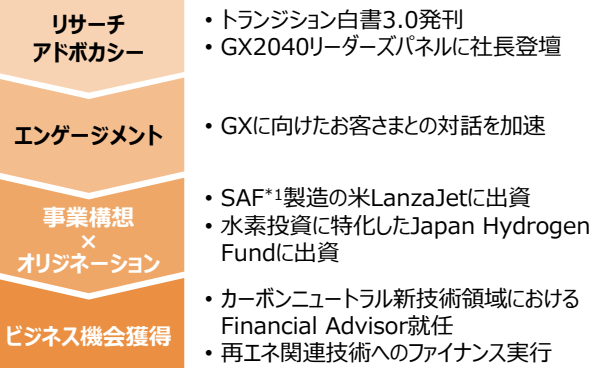 リサーチ
アドボカシー
• トランジション白書3.0発刊
• GX2040リーダーズパネルに社長登壇
エンゲージメント
• GXに向けたお客さまとの対話を加速
事業構想
×
オリジネーション
• SAF*1製造の米LanzaJetに出資
• 水素投資に特化したJapan Hydrogen
Fundに出資
ビジネス機会獲得
• カーボンニュートラル新技術領域における
Financial Advisor就任
• 再エネ関連技術へのファイナンス実行